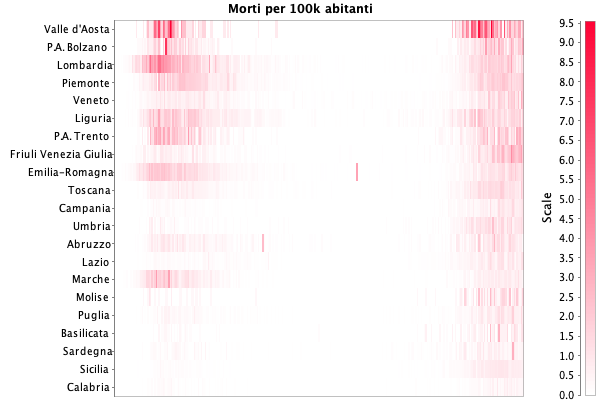 Morti per 100k abitanti
Valle d'Aosta
P.A. Bolzano
Lombardia
Piemonte
Veneto
Liguria
P.A. Trento
Friuli Venezia Giulia
Emilia-Romagna
Toscana
Campania
Umbria
Abruzzo
Lazio
Marche
Molise
Puglia
Basilicata
Sardegna
Sicilia
Calabria
Scale
9.5
9.0
8.5
8.0
7.5
7.0
6.5
6.0
5.5
5.0
4.5
4.0
3.5
3.0
2.5
2.0
1.5
1.0
0.5
0.0